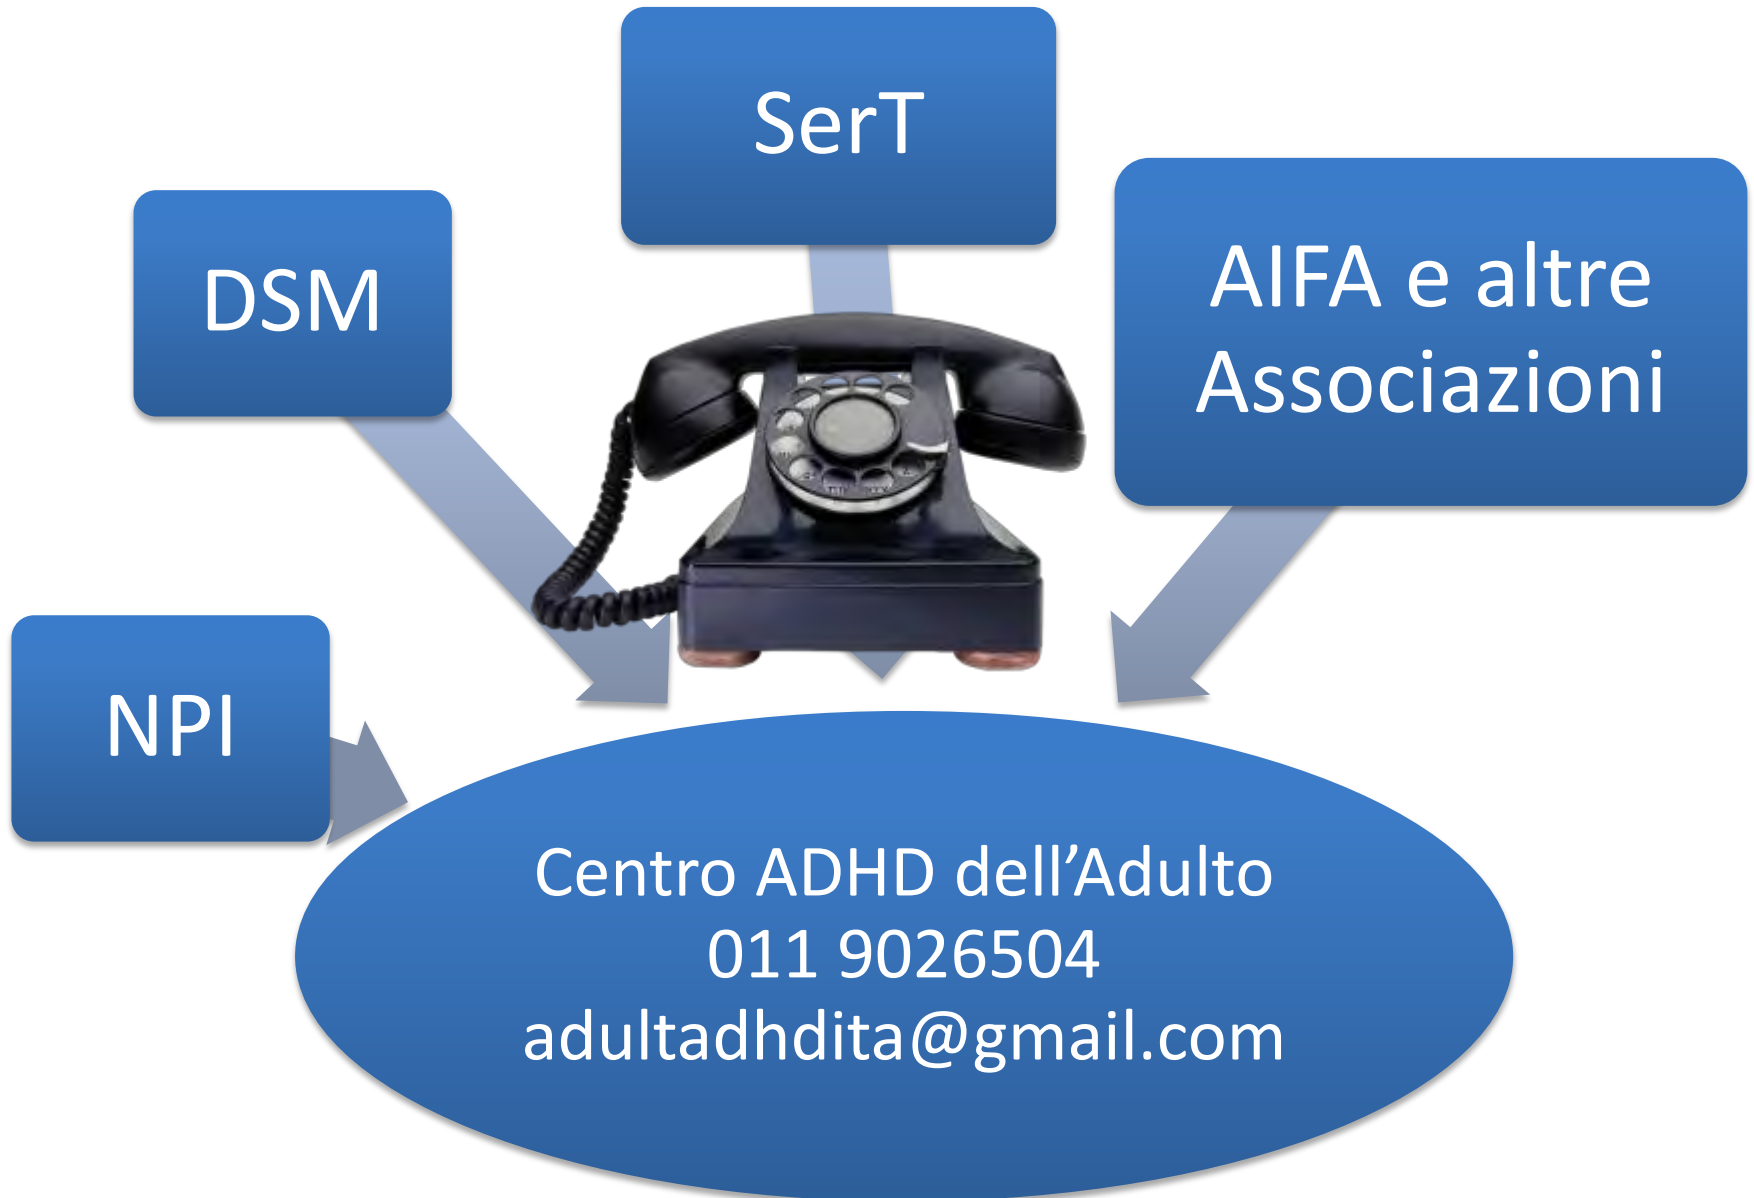 SerT
DSM
AIFA e altre
Associazioni
NPI
Centro ADHD dell’Adulto
011 9026504
adultadhdita@gmail.com